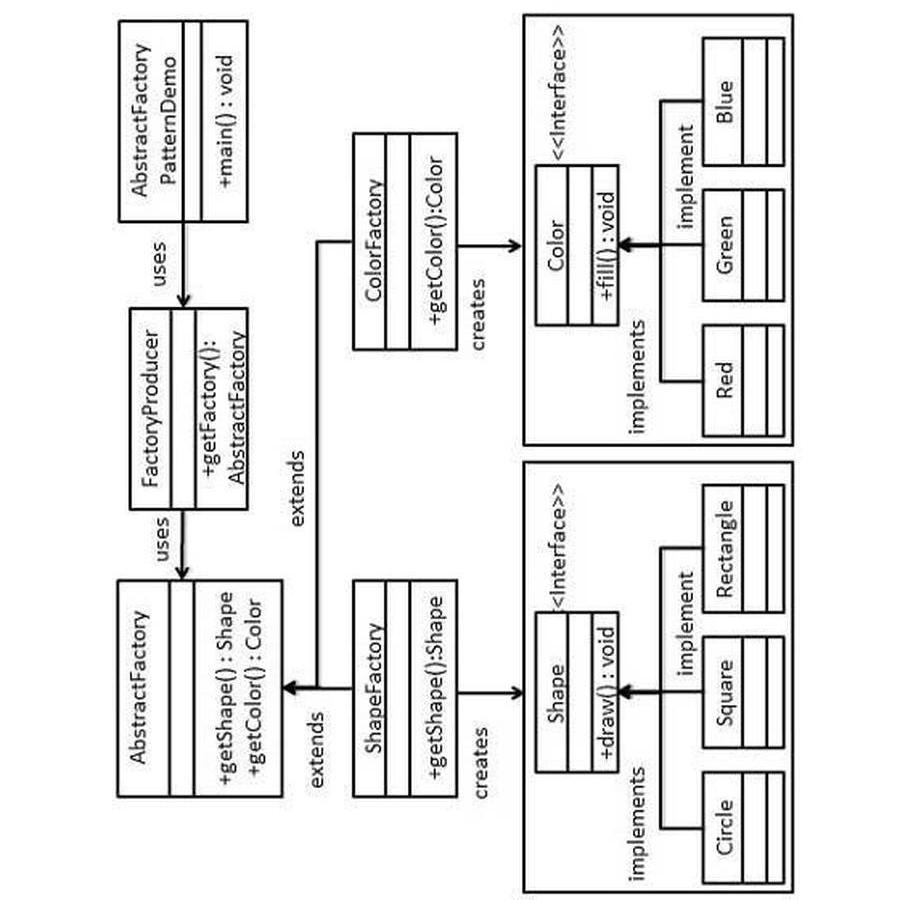 AbstractFactory
+getShape() : Shape
+getColor() : Color
uses
FactoryProducer
+getFactory():
AbstractFactory
uses
AbstractFactory
PatternDemo
+main() : void
extends
extends
ShapeFactory
+getShape():Shape
ColorFactory
+getColor():Color
creates
creates
Shape
<Interface>>
+draw() : void
implements
implement
Circle
Square
Rectangle
Color
<<Interface>>
+fill() : void
implements
implement
Red
Green
Blue